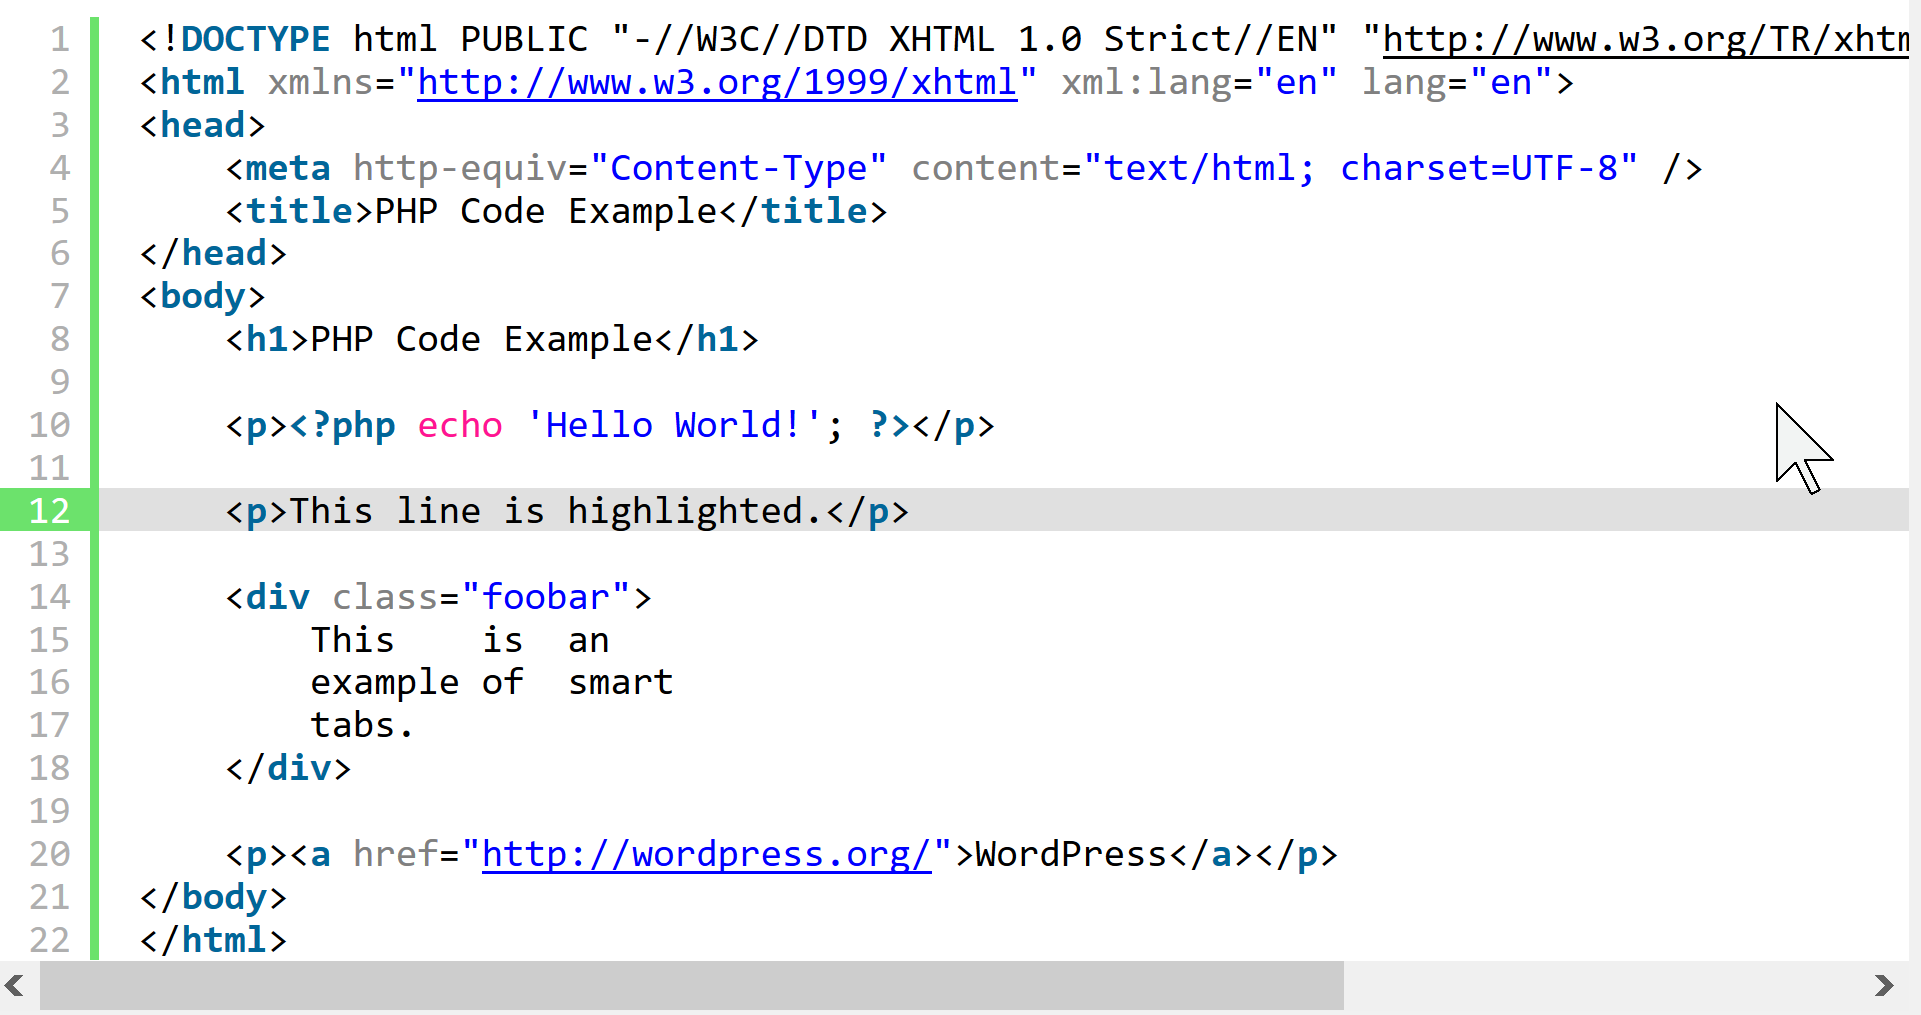 1 <!DOCTYPE html PUBLIC "-//W3C//DTD XHTML 1.0 Strict//EN" "http://www.w3.org/TR/xhtm
2 <html xmlns="http://www.w3.org/1999/xhtml" xml:lang="en" lang="en">
3 <head>
4     <meta http-equiv="Content-Type" content="text/html; charset=UTF-8" />
5     <title>PHP Code Example</title>
6 </head>
7 <body>
8     <h1>PHP Code Example</h1>
9
10     <p><?php echo 'Hello World!'; ?></p>
11
12     <p>This line is highlighted.</p>
13
14     <div class="foobar">
15         This    is  an
16         example of  smart
17         tabs.
18     </div>
19
20     <p><a href="http://wordpress.org/">WordPress</a></p>
21 </body>
22 </html>